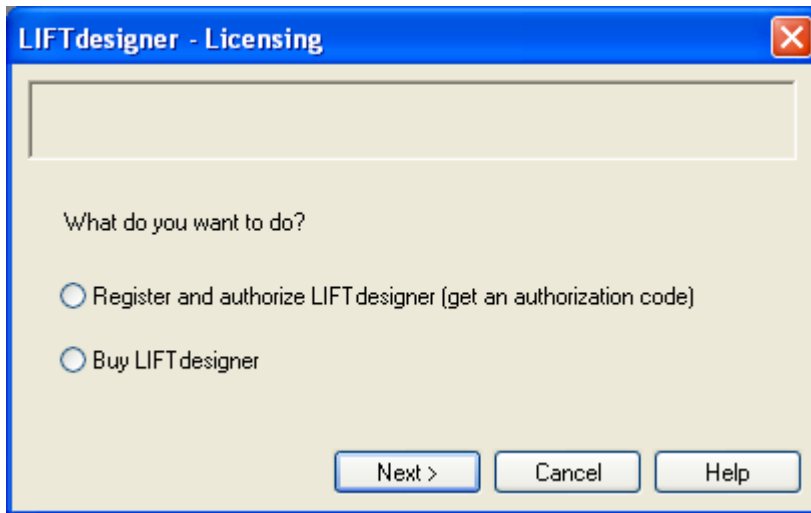 LIFTdesigner - Licensing
What do you want to do?
Register and authorize LIFTdesigner (get an authorization code)
Buy LIFTdesigner
Next > Cancel Help